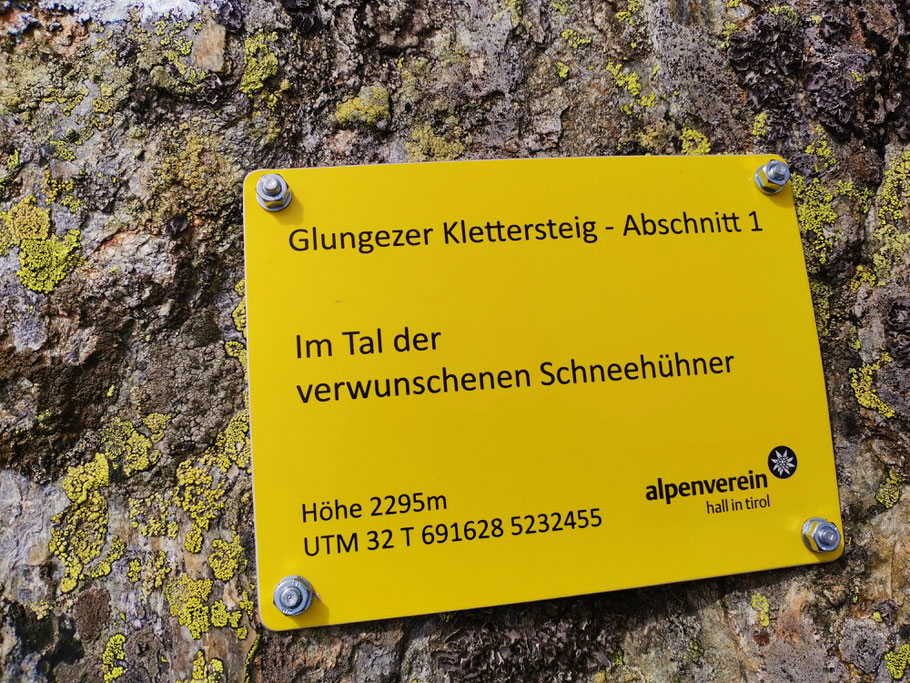 Glungezer Klettersteig - Abschnitt 1
Im Tal der
verwunschenen Schneehühner
Höhe 2295m
UTM 32 T 691628 5232455
alpenverein
hall in tirol